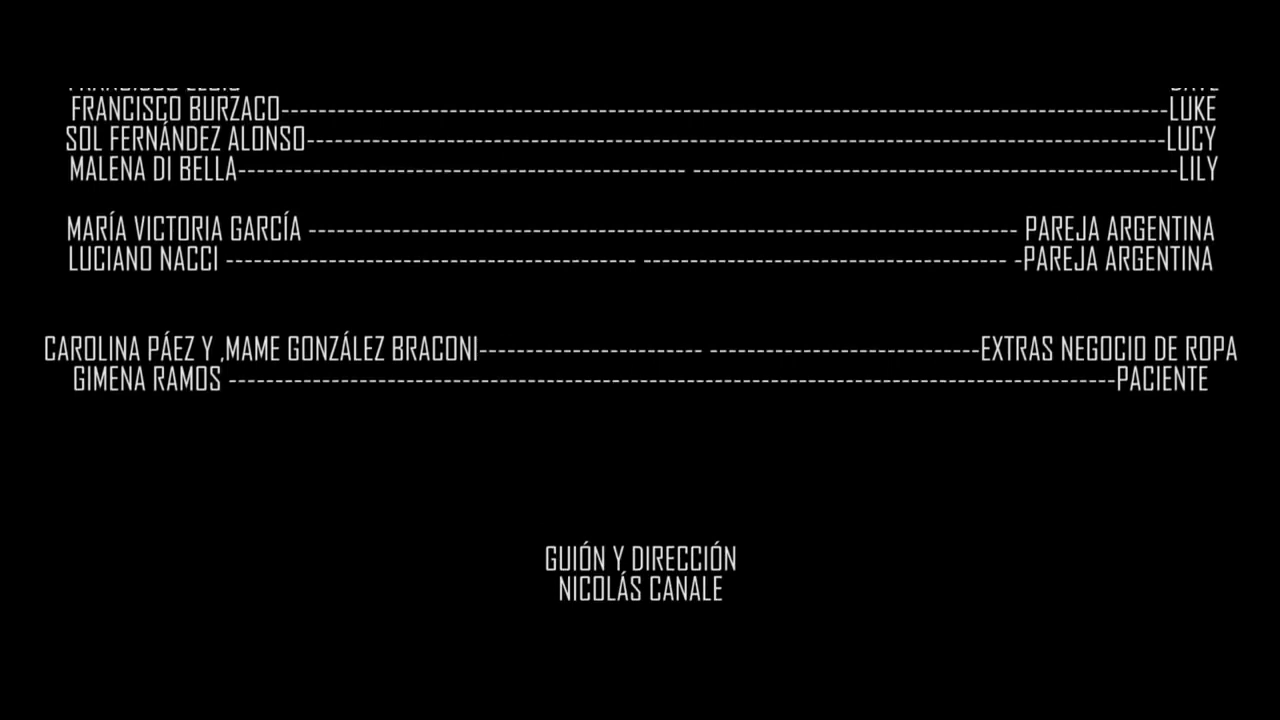 FRANCISCO BURZACO------------------------------------------------------------------------------------------------LUKE
SOL FERNÁNDEZ ALONSO---------------------------------------------------------------------------------------------LUCY
MALENA DI BELLA------------------------------------------------ ----------------------------------------------------LILY
MARÍA VICTORIA GARCÍA ----------------------------------------------------------------------------- PAREJA ARGENTINA
LUCIANO NACCI -------------------------------------------- --------------------------------------- -PAREJA ARGENTINA
CAROLINA PÁEZ Y ,MAME GONZÁLEZ BRACONI------------------------ -----------------------------EXTRAS NEGOCIO DE ROPA
GIMENA RAMOS ------------------------------------------------------------------------------------------------PACIENTE
GUIÓN Y DIRECCIÓN
NICOLÁS CANALE